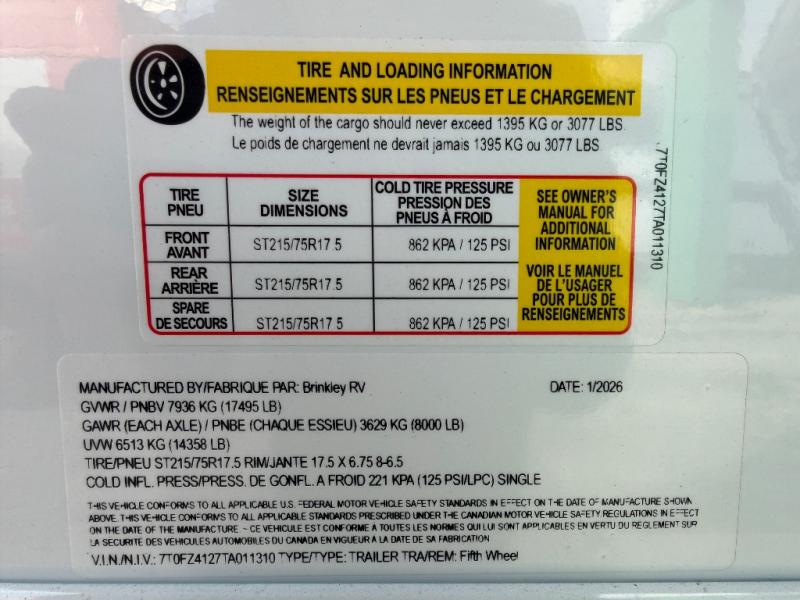 TIRE AND LOADING INFORMATION
RENSEIGNEMENTS SUR LES PNEUS ET LE CHARGEMENT
The weight of the cargo should never exceed 1395 KG or 3077 LBS.
Le poids de chargement ne devrait jamais 1395 KG ou 3077 LBS
TIRE PNEU
SIZE DIMENSIONS
COLD TIRE PRESSURE PRESSION DES PNEUS À FROID
FRONT AVANT
ST215/75R17.5
862 KPA / 125 PSI
REAR ARRIÈRE
ST215/75R17.5
862 KPA / 125 PSI
SPARE DE SECOURS
ST215/75R17.5
862 KPA / 125 PSI
SEE OWNER'S
MANUAL FOR
ADDITIONAL
INFORMATION
VOIR LE MANUEL
DE L'USAGER
POUR PLUS DE
RENSEIGNEMENTS
7T0FZ4127TA011310
MANUFACTURED BY/FABRIQUE PAR: Brinkley RV DATE: 1/2026
GVWR / PNBV 7936 KG (17495 LB)
GAWR (EACH AXLE) / PNBE (CHAQUE ESSIEU) 3629 KG (8000 LB)
UVW 6513 KG (14358 LB)
TIRE/PNEU ST215/75R17.5 RIM/JANTE 17.5 X 6.75 8-6.5
COLD INFL. PRESS/PRESS. DE GONFL. A FROID 221 KPA (125 PSI/LPC) SINGLE
THIS VEHICLE CONFORMS TO ALL APPLICABLE U.S. FEDERAL MOTOR VEHICLE SAFETY STANDARDS IN EFFECT ON THE DATE OF MANUFACTURE SHOWN
ABOVE. THIS VEHICLE CONFORMS TO ALL APPLICABLE STANDARDS PRESCRIBED UNDER THE CANADIAN MOTOR VEHICLE SAFETY REGULATIONS IN EFFECT
ON THE DATE OF THE MANUFACTURE - CE VEHICULE EST CONFORME A TOUTES LES NORMES QUI LUI SONT APPLICABLES EN VERTU DU REGLEMENT SUR
LA SECURITE DES VEHICULES AUTOMOBILES DU CANADA EN VIGUEUR A LA DATE DE SA FABRICATION
V.I.N./N.I.V.: 7T0FZ4127TA011310 TYPE/TYPE: TRAILER TRA/REM: Fifth Wheel